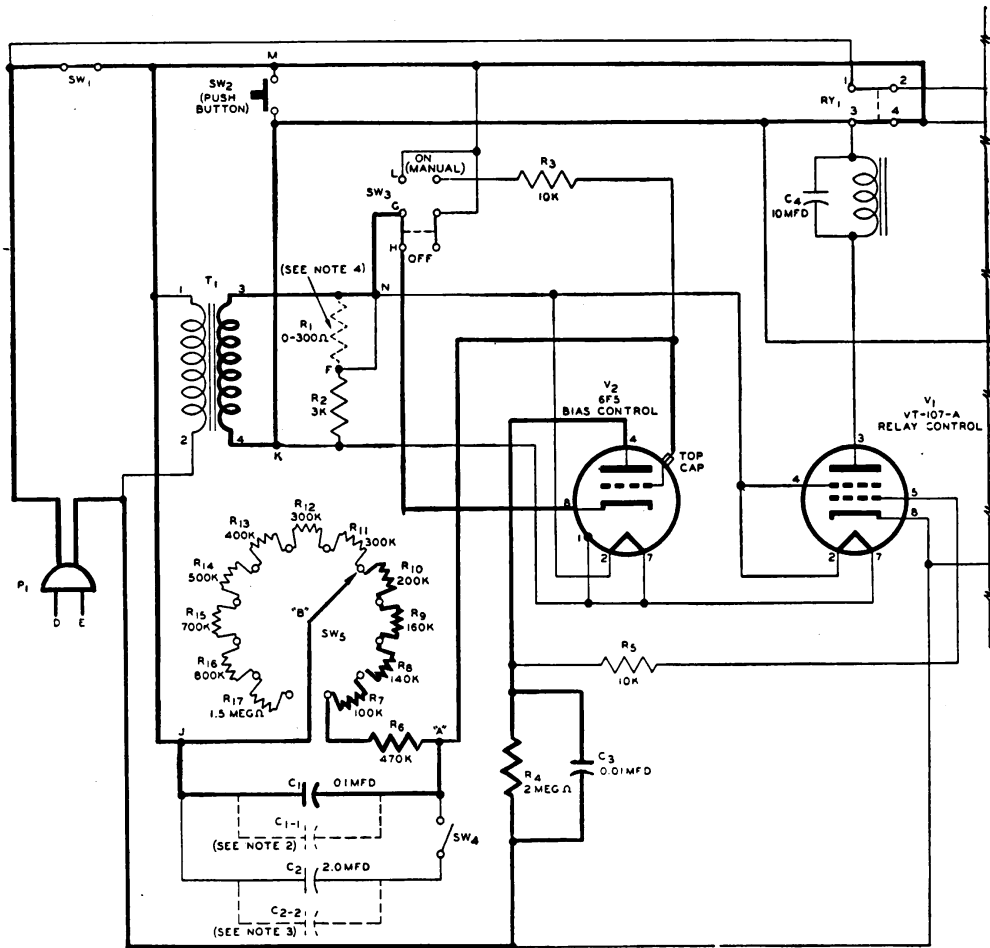 M
SW1
SW2
(PUSH
BUTTON)
1
2
RY1
3
4
ON
(MANUAL)
L
SW3
G
H
OFF
R3
10K
C4
10MFD
(SEE NOTE 4)
T1
1
3
N
R1
0-300Ω
F
R2
3K
2
4
K
V2
6F5
BIAS CONTROL
4
TOP
CAP
8
1
2
7
V1
VT-107-A
RELAY CONTROL
3
4
5
8
2
7
P1
D
E
R12
300K
R13
400K
R11
300K
R14
500K
R10
200K
R15
700K
"B"
SW5
R9
160K
R16
800K
R8
140K
R17
1.5 MEGΩ
R7
100K
R5
10K
J
R6
470K
"A"
C1
.01MFD
R4
2 MEGΩ
C3
0.01MFD
C1-1
(SEE NOTE 2)
SW4
C2
2.0MFD
C2-2
(SEE NOTE 3)